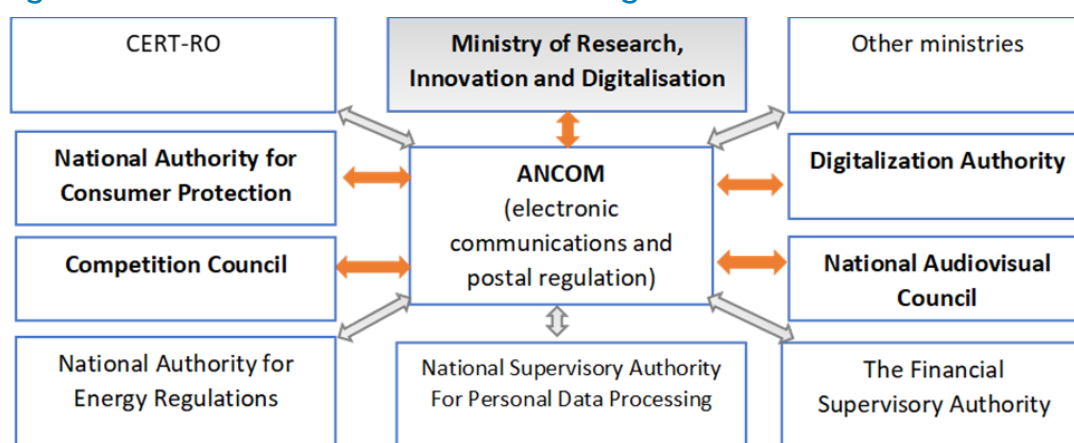 CERT-RO
Ministry of Research,
Innovation and Digitalisation
Other ministries
National Authority for
Consumer Protection
ANCOM
(electronic
communications and
postal regulation)
Digitalization Authority
Competition Council
National Audiovisual
Council
National Authority for
Energy Regulations
National Supervisory Authority
For Personal Data Processing
The Financial
Supervisory Authority